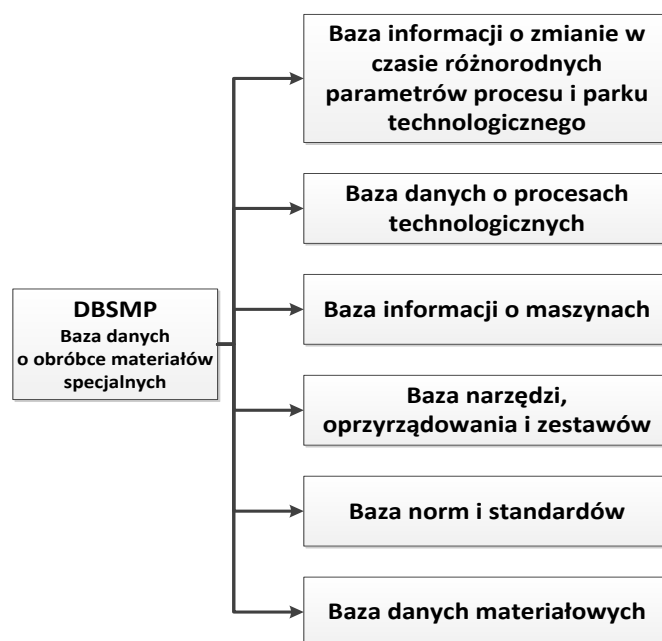 Baza informacji o zmianie w
czasie różnorodnych
parametrów procesu i parku
technologicznego
Baza danych o procesach
technologicznych
DBSMP
Baza danych
o obróbce materiałów
specjalnych
Baza informacji o maszynach
Baza narzędzi,
oprzyrządowania i zestawów
Baza norm i standardów
Baza danych materiałowych